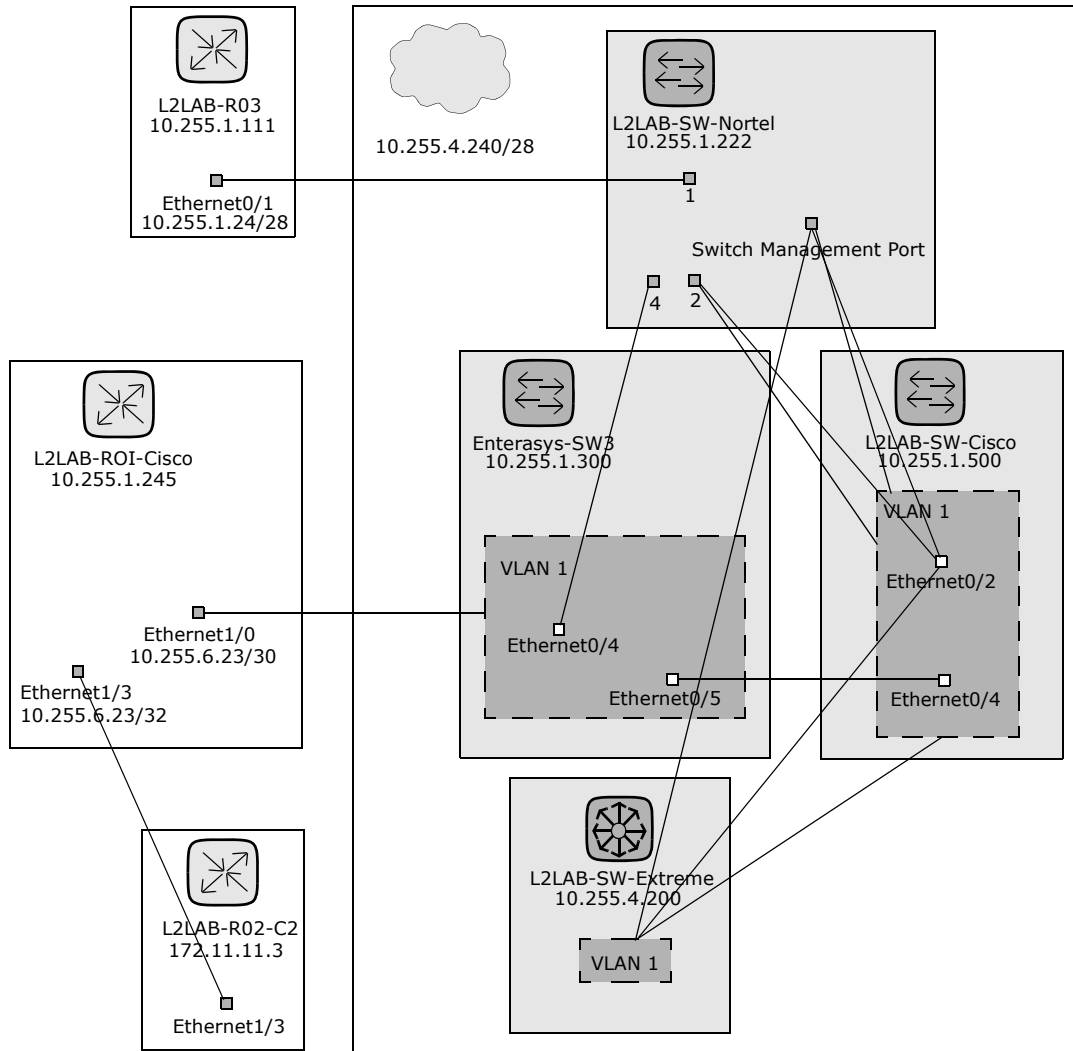 L2LAB-R03
10.255.1.111
Ethernet0/1
10.255.1.24/28
10.255.4.240/28
L2LAB-SW-Nortel
10.255.1.222
1
Switch Management Port
4
2
L2LAB-ROI-Cisco
10.255.1.245
Ethernet1/0
10.255.6.23/30
Ethernet1/3
10.255.6.23/32
Enterasys-SW3
10.255.1.300
VLAN 1
Ethernet0/4
Ethernet0/5
L2LAB-SW-Cisco
10.255.1.500
VLAN 1
Ethernet0/2
Ethernet0/4
L2LAB-R02-C2
172.11.11.3
Ethernet1/3
L2LAB-SW-Extreme
10.255.4.200
VLAN 1